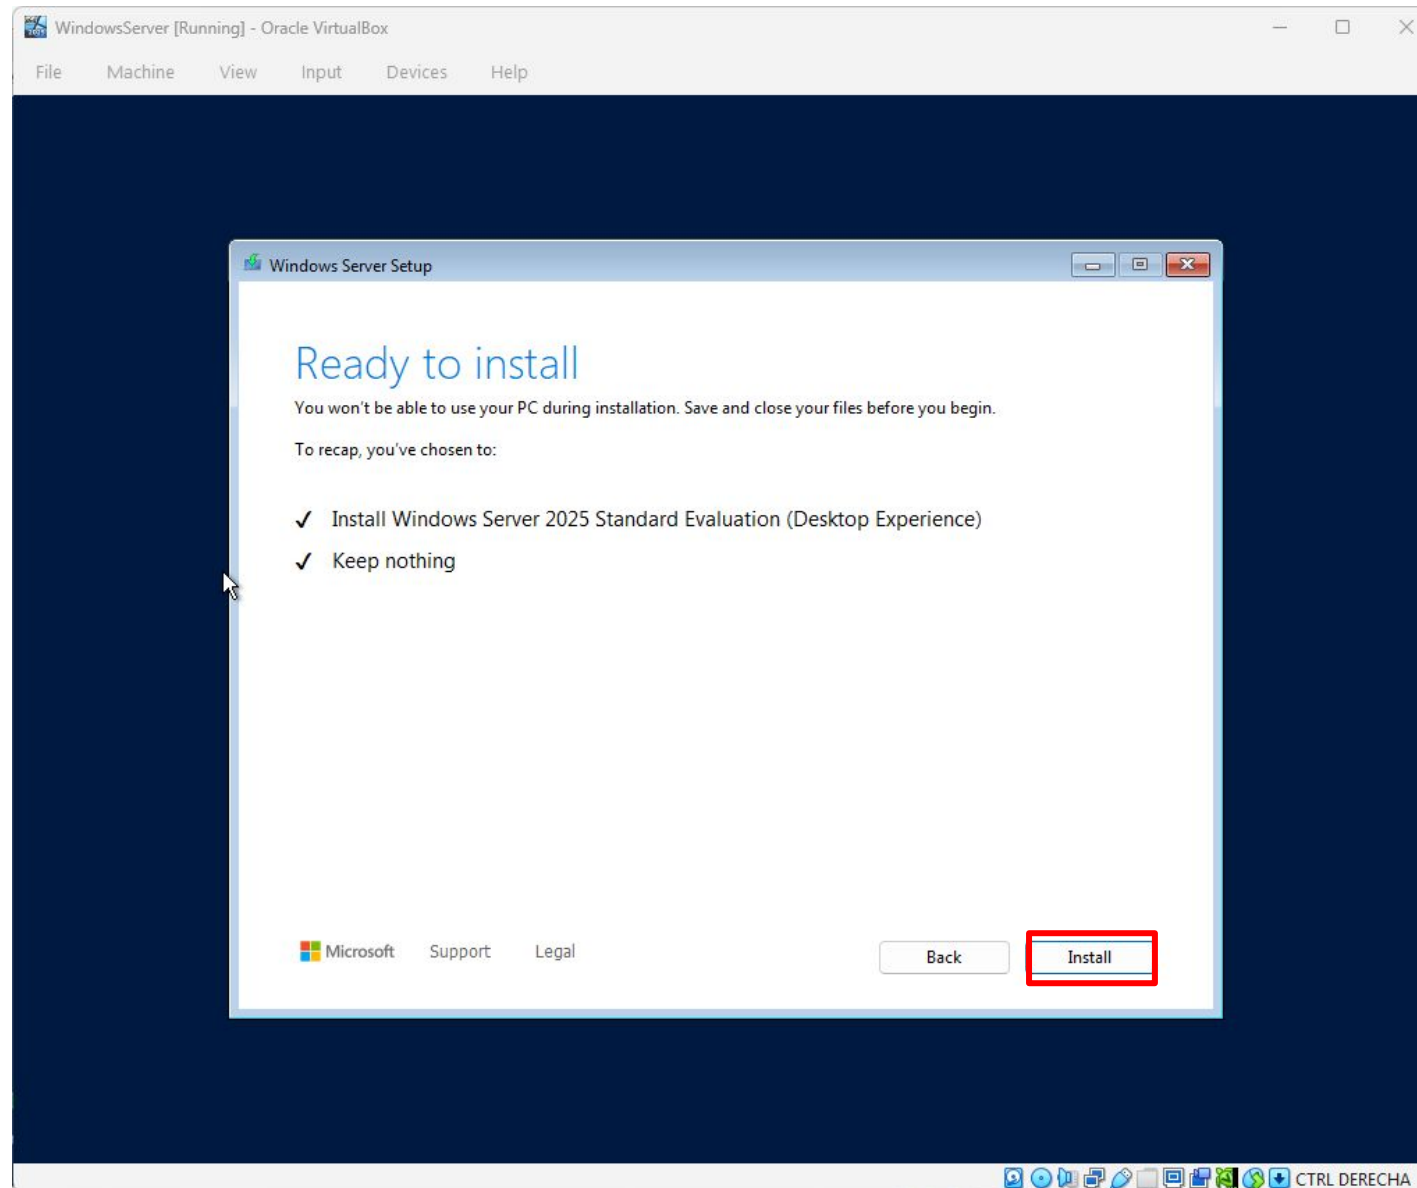 WindowsServer [Running] - Oracle VirtualBox
File Machine View Input Devices Help
Windows Server Setup
Ready to install
You won't be able to use your PC during installation. Save and close your files before you begin.
To recap, you've chosen to:
Install Windows Server 2025 Standard Evaluation (Desktop Experience)
Keep nothing
Microsoft Support Legal
Back Install
CTRL DERECHA